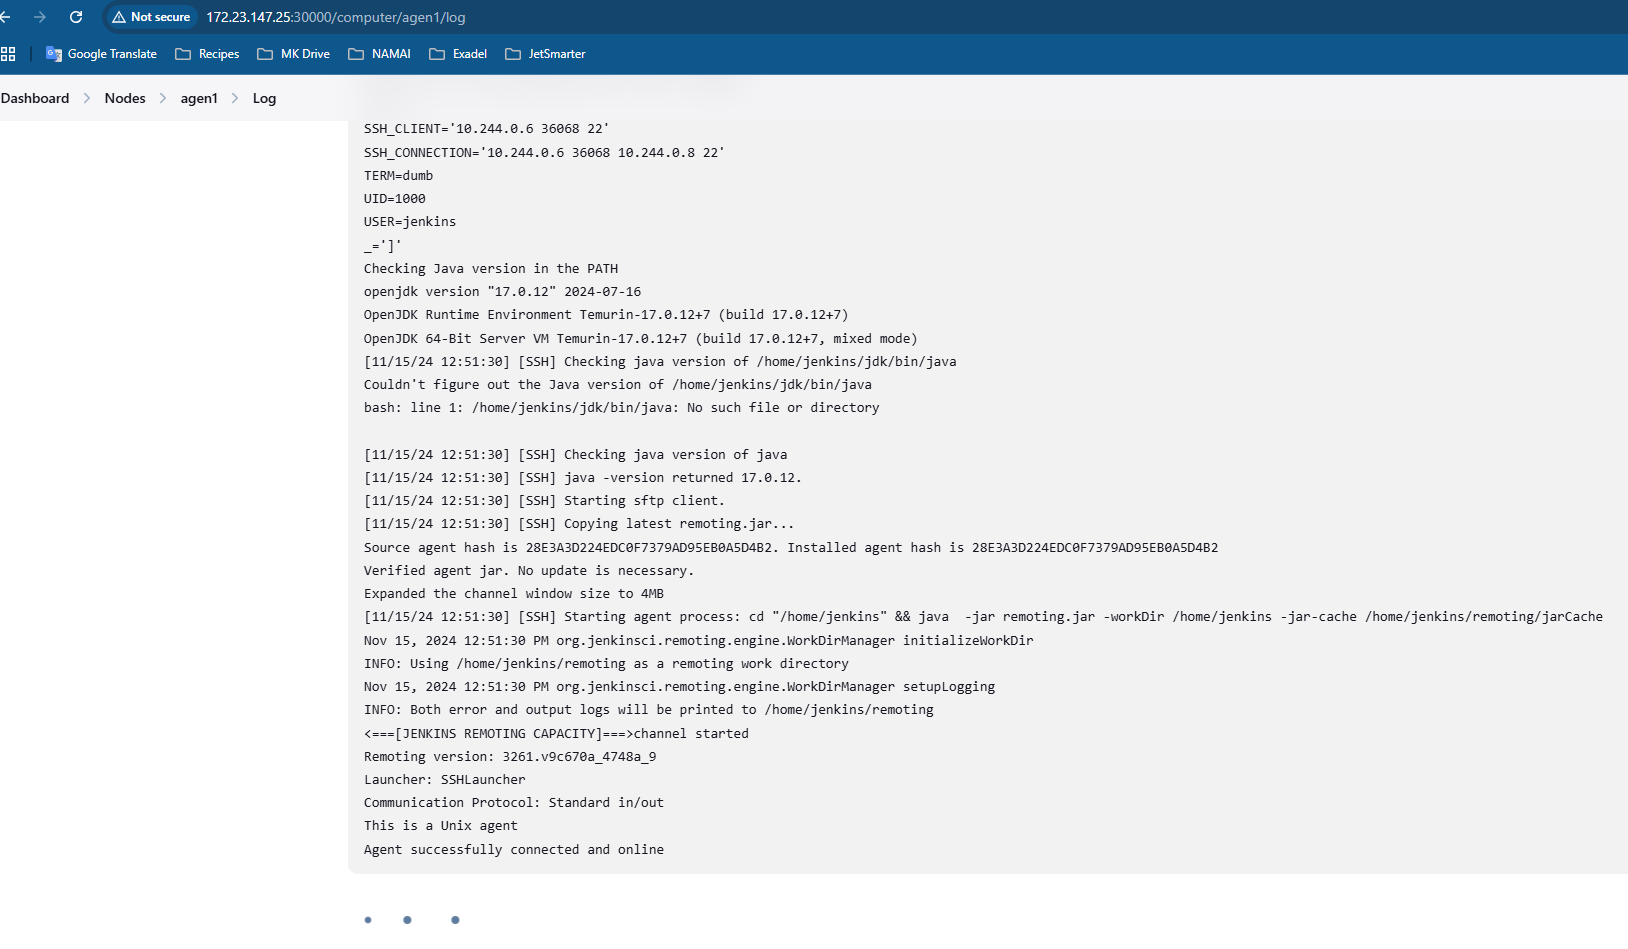 Not secure 172.23.147.25:30000/computer/agen1/log
Google Translate Recipes MK Drive NAMAI Exadel JetSmarter
Dashboard > Nodes > agen1 > Log
SSH_CLIENT='10.244.0.6 36068 22'
SSH_CONNECTION='10.244.0.6 36068 10.244.0.8 22'
TERM=dumb
UID=1000
USER=jenkins
_=']'
Checking Java version in the PATH
openjdk version "17.0.12" 2024-07-16
OpenJDK Runtime Environment Temurin-17.0.12+7 (build 17.0.12+7)
OpenJDK 64-Bit Server VM Temurin-17.0.12+7 (build 17.0.12+7, mixed mode)
[11/15/24 12:51:30] [SSH] Checking java version of /home/jenkins/jdk/bin/java
Couldn't figure out the Java version of /home/jenkins/jdk/bin/java
bash: line 1: /home/jenkins/jdk/bin/java: No such file or directory
[11/15/24 12:51:30] [SSH] Checking java version of java
[11/15/24 12:51:30] [SSH] java -version returned 17.0.12.
[11/15/24 12:51:30] [SSH] Starting sftp client.
[11/15/24 12:51:30] [SSH] Copying latest remoting.jar...
Source agent hash is 28E3A3D224EDC0F7379AD95EB0A5D4B2. Installed agent hash is 28E3A3D224EDC0F7379AD95EB0A5D4B2
Verified agent jar. No update is necessary.
Expanded the channel window size to 4MB
[11/15/24 12:51:30] [SSH] Starting agent process: cd "/home/jenkins" && java  -jar remoting.jar -workDir /home/jenkins -jar-cache /home/jenkins/remoting/jarCache
Nov 15, 2024 12:51:30 PM org.jenkinsci.remoting.engine.WorkDirManager initializeWorkDir
INFO: Using /home/jenkins/remoting as a remoting work directory
Nov 15, 2024 12:51:30 PM org.jenkinsci.remoting.engine.WorkDirManager setupLogging
INFO: Both error and output logs will be printed to /home/jenkins/remoting
<===[JENKINS REMOTING CAPACITY]===>channel started
Remoting version: 3261.v9c670a_4748a_9
Launcher: SSHLauncher
Communication Protocol: Standard in/out
This is a Unix agent
Agent successfully connected and online